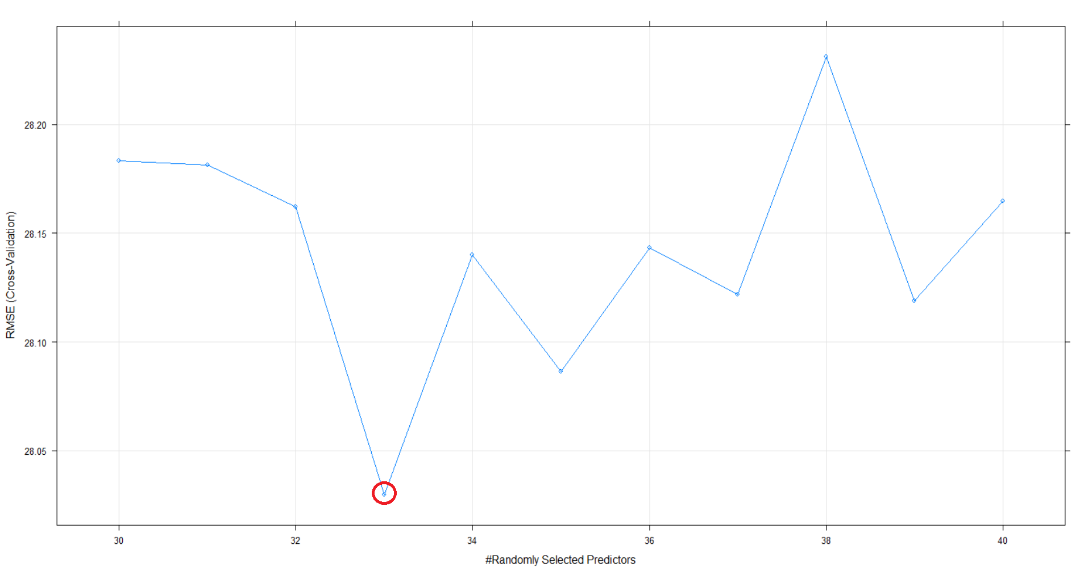 28.20
28.15
28.10
28.05
RMSE (Cross-Validation)
30 32 34 36 38 40
#Randomly Selected Predictors